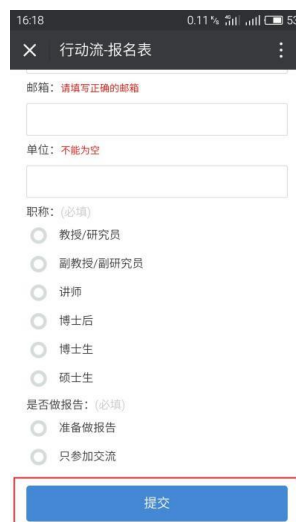 16:18 0.11% 53
行动流-报名表
邮箱: 请填写正确的邮箱
单位: 不能为空
职称: (必填)
教授/研究员
副教授/副研究员
讲师
博士后
博士生
硕士生
是否做报告: (必填)
准备做报告
只参加交流
提交